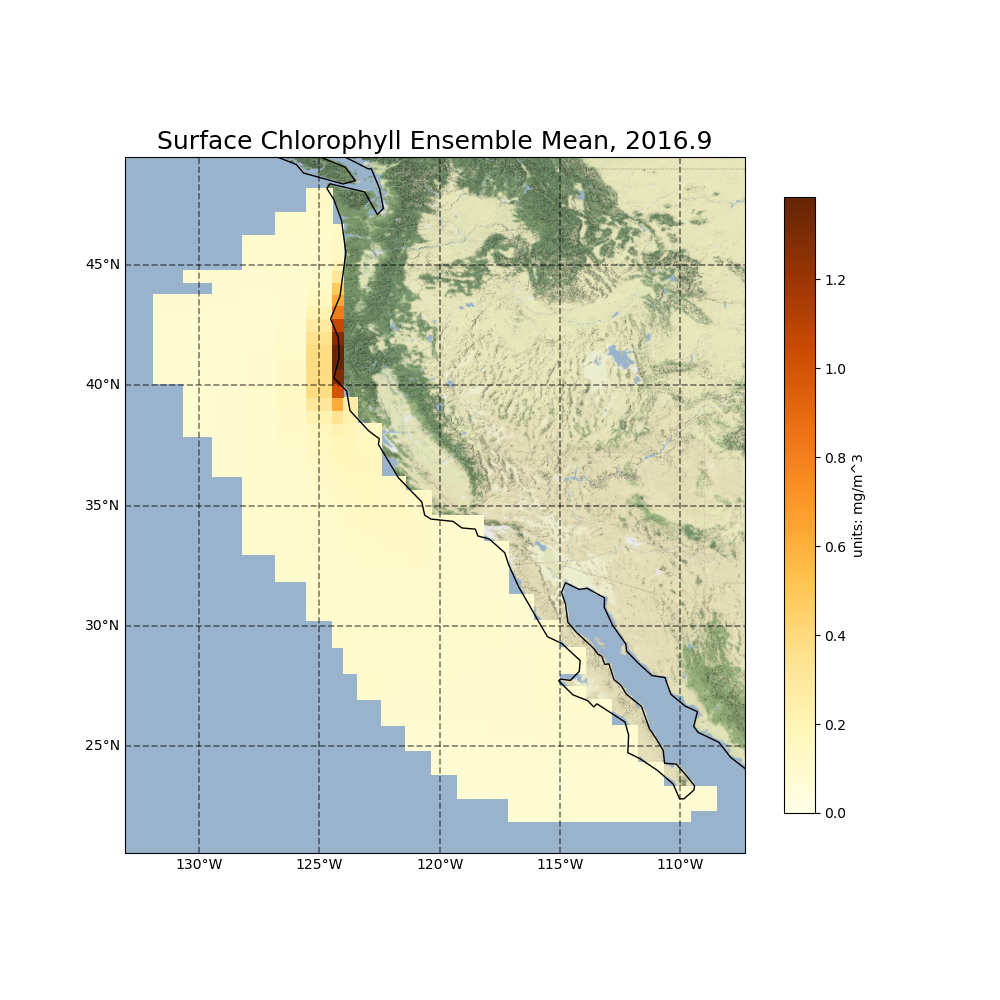 Surface Chlorophyll Ensemble Mean, 2016.9
45°N
40°N
35°N
30°N
25°N
130°W
125°W
120°W
115°W
110°W
1.2
1.0
0.8
0.6
0.4
0.2
0.0
units: mg/m^3